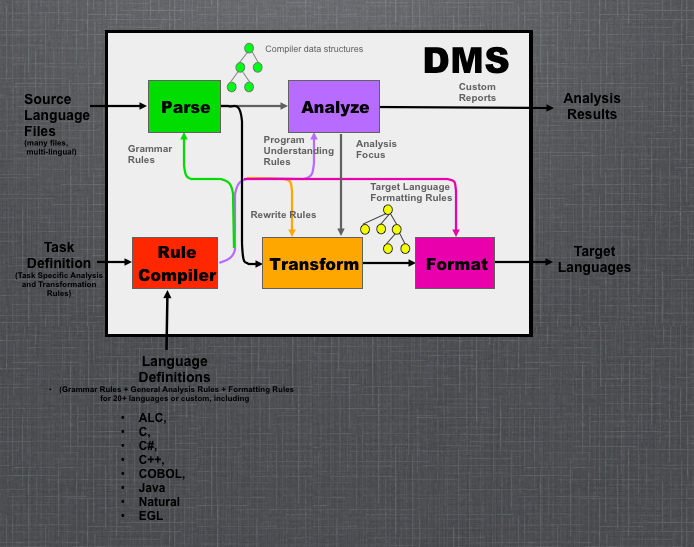 Compiler data structures
DMS
Custom
Reports
Source
Language
Files
(many files,
multi-lingual)
Parse
Analyze
Analysis
Results
Grammar
Rules
Program
Understanding
Rules
Analysis
Focus
Target Language
Formatting Rules
Rewrite Rules
Task
Definition
(Task Specific Analysis
and Transformation
Rules)
Rule
Compiler
Transform
Format
Target
Languages
Language
Definitions
• (Grammar Rules + General Analysis Rules + Formatting Rules
for 20+ languages or custom, including
• ALC,
• C,
• C#,
• C++,
• COBOL,
• Java
• Natural
• EGL